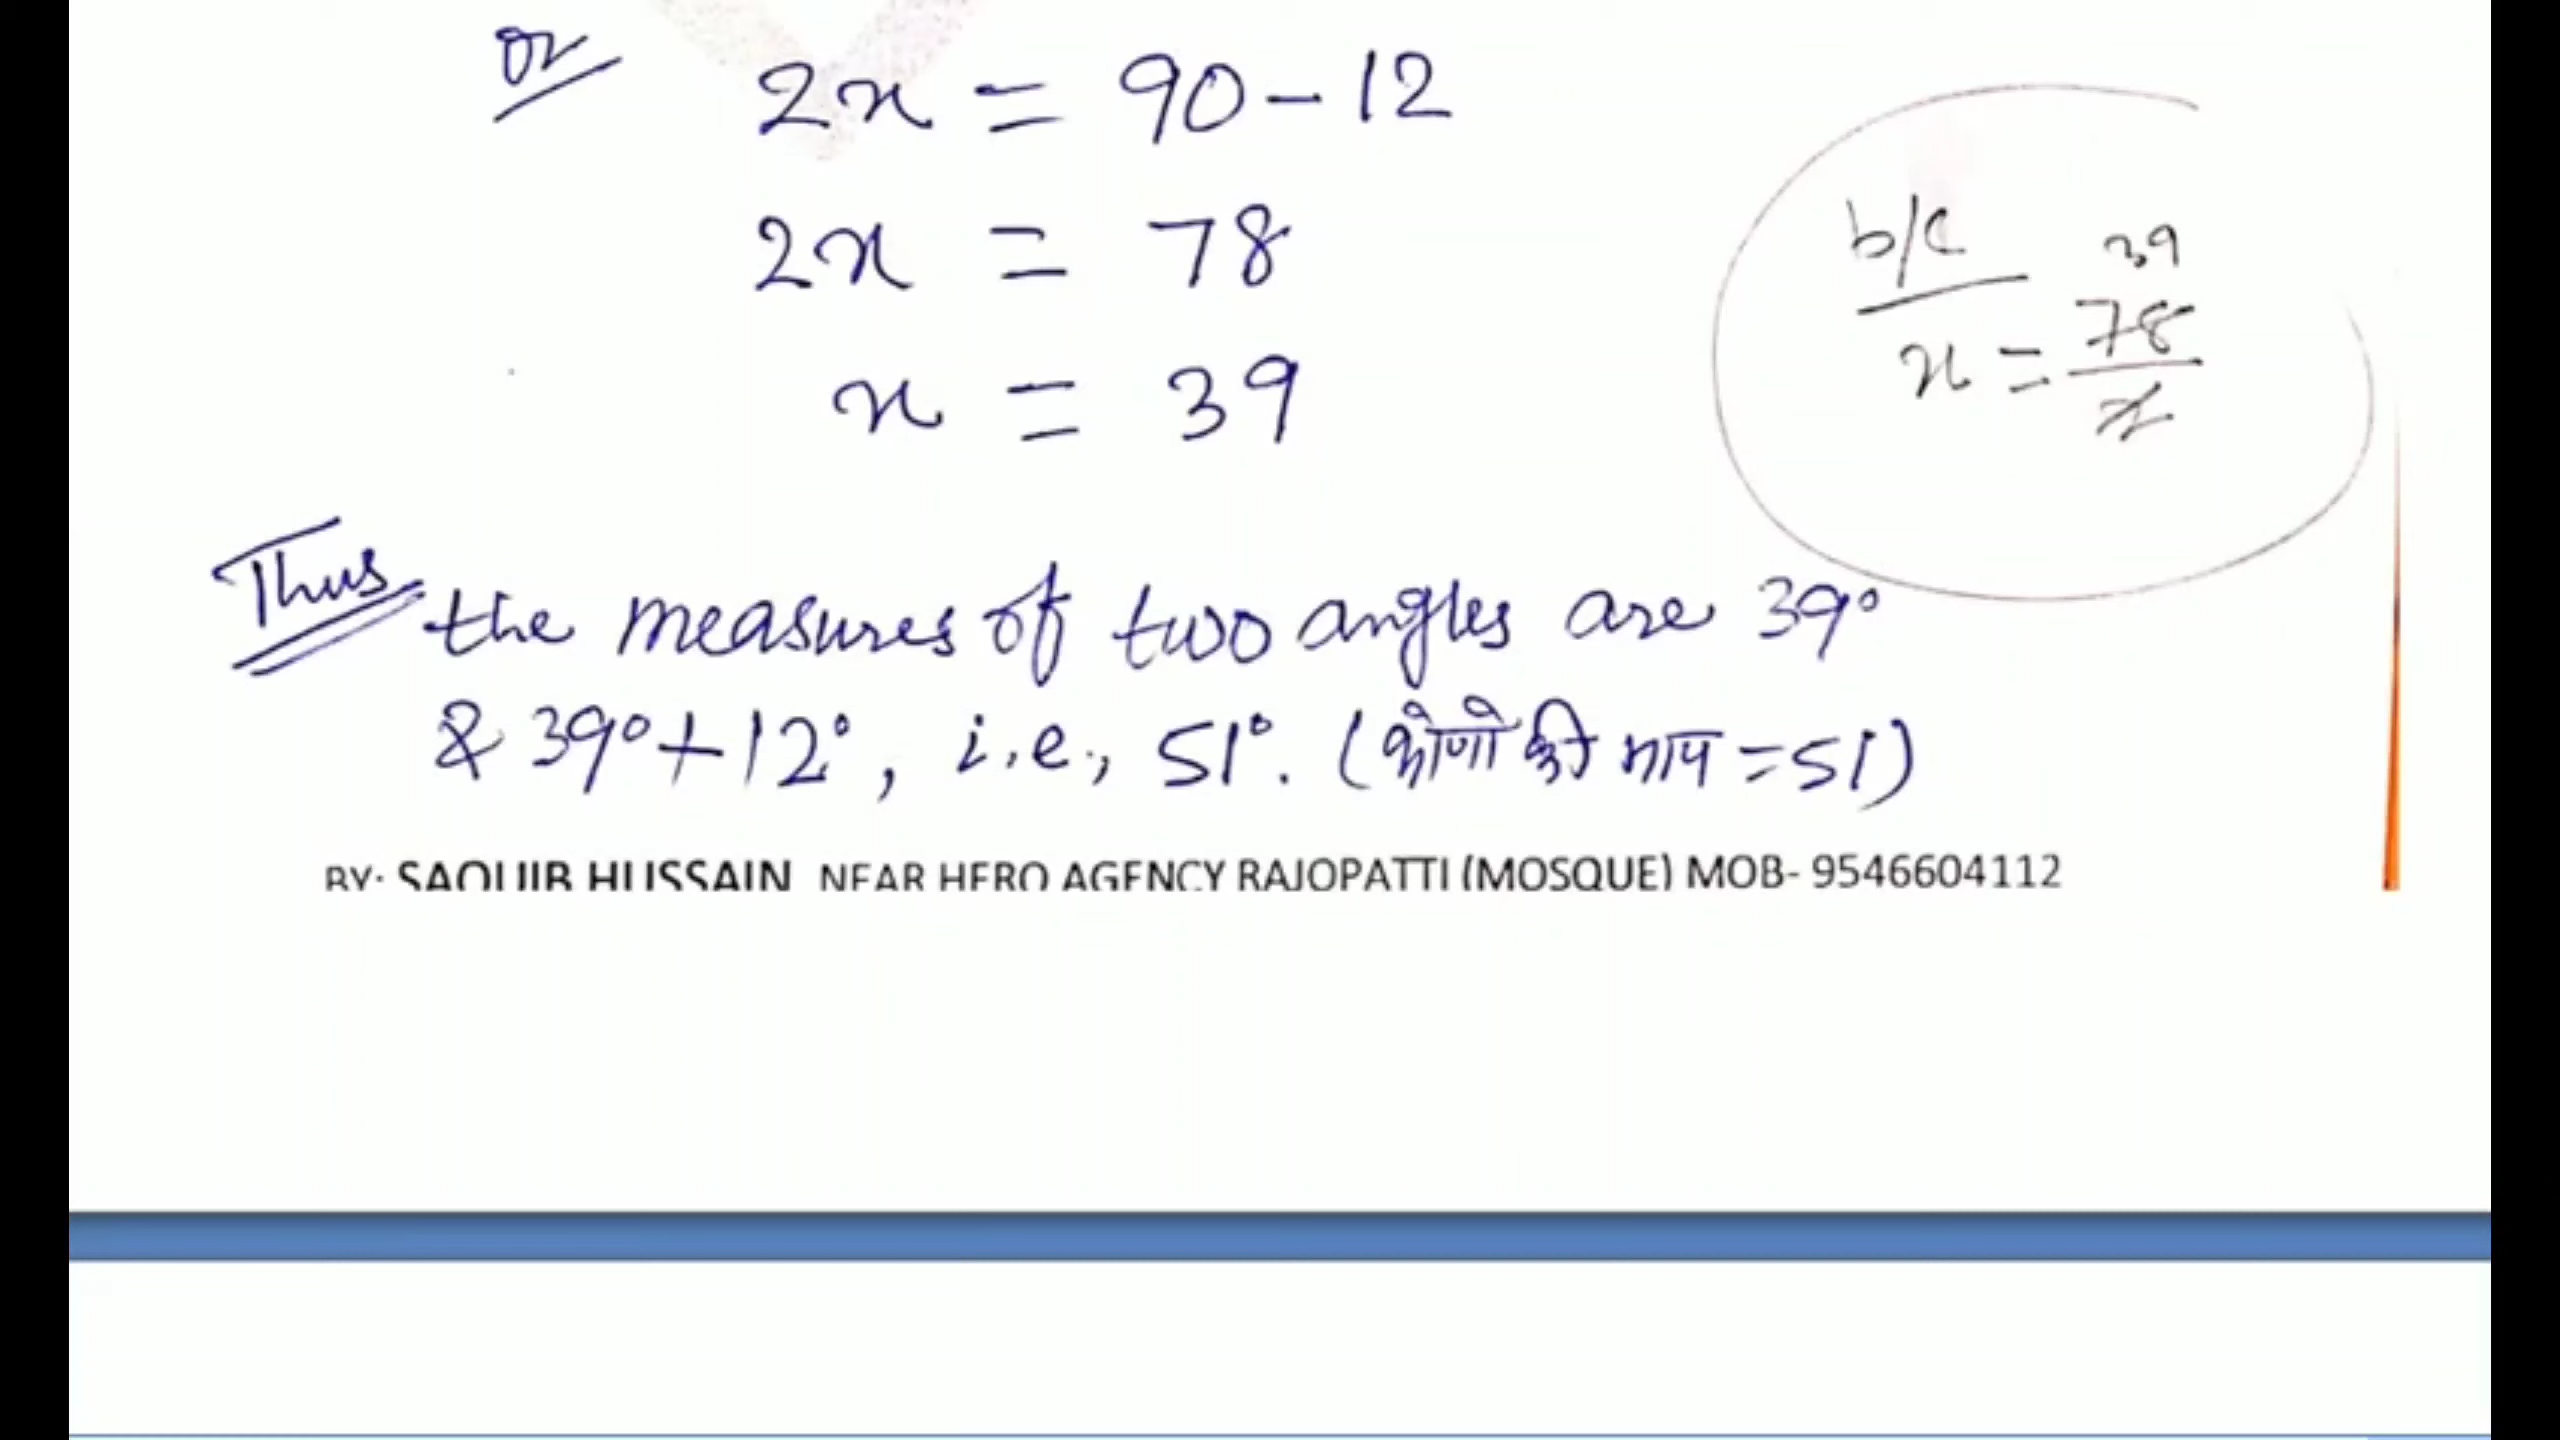 or 2x = 90 - 12
2x = 78
x = 39
b/c
39
x = 78/2
Thus the measures of two angles are 39°
& 39° + 12°, i.e., 51°. (कोणो की माप = 51)
BY: SAQUIB HUSSAIN NEAR HERO AGENCY RAJOPATTI (MOSQUE) MOB- 9546604112